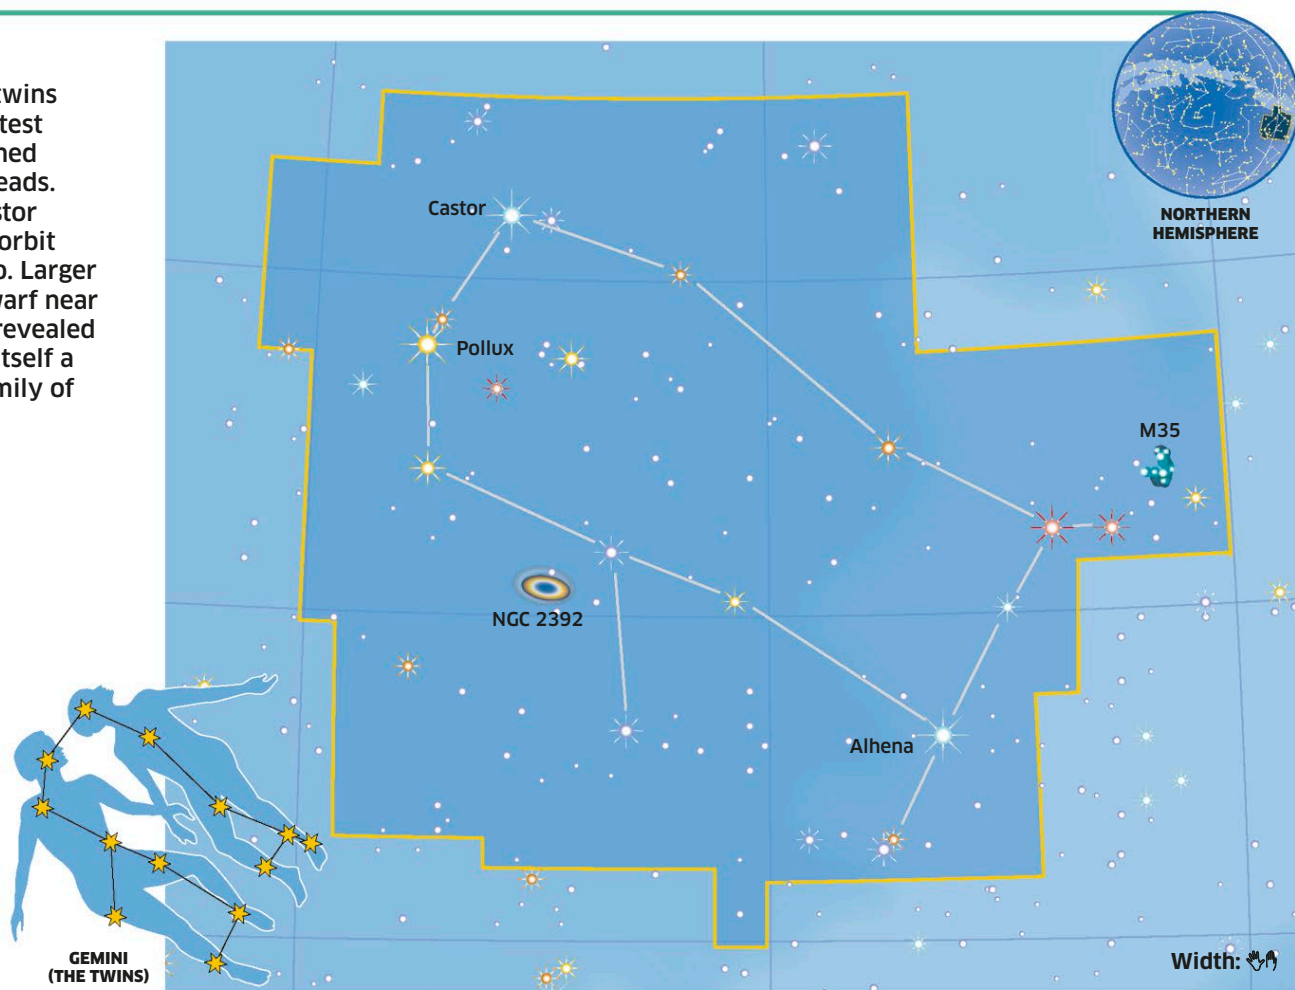 twins
test
ned
eads.
stor
orbit
o. Larger
warf near
revealed
itself a
mily of
NORTHERN
HEMISPHERE
Castor
Pollux
M35
NGC 2392
Alhena
GEMINI
(THE TWINS)
Width: